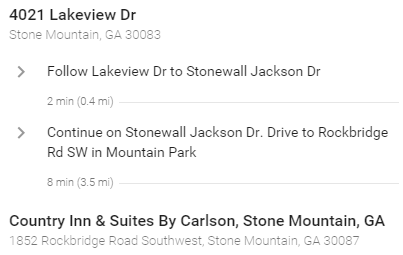 4021 Lakeview Dr
Stone Mountain, GA 30083
Follow Lakeview Dr to Stonewall Jackson Dr
2 min (0.4 mi)
Continue on Stonewall Jackson Dr. Drive to Rockbridge
Rd SW in Mountain Park
8 min (3.5 mi)
Country Inn & Suites By Carlson, Stone Mountain, GA
1852 Rockbridge Road Southwest, Stone Mountain, GA 30087